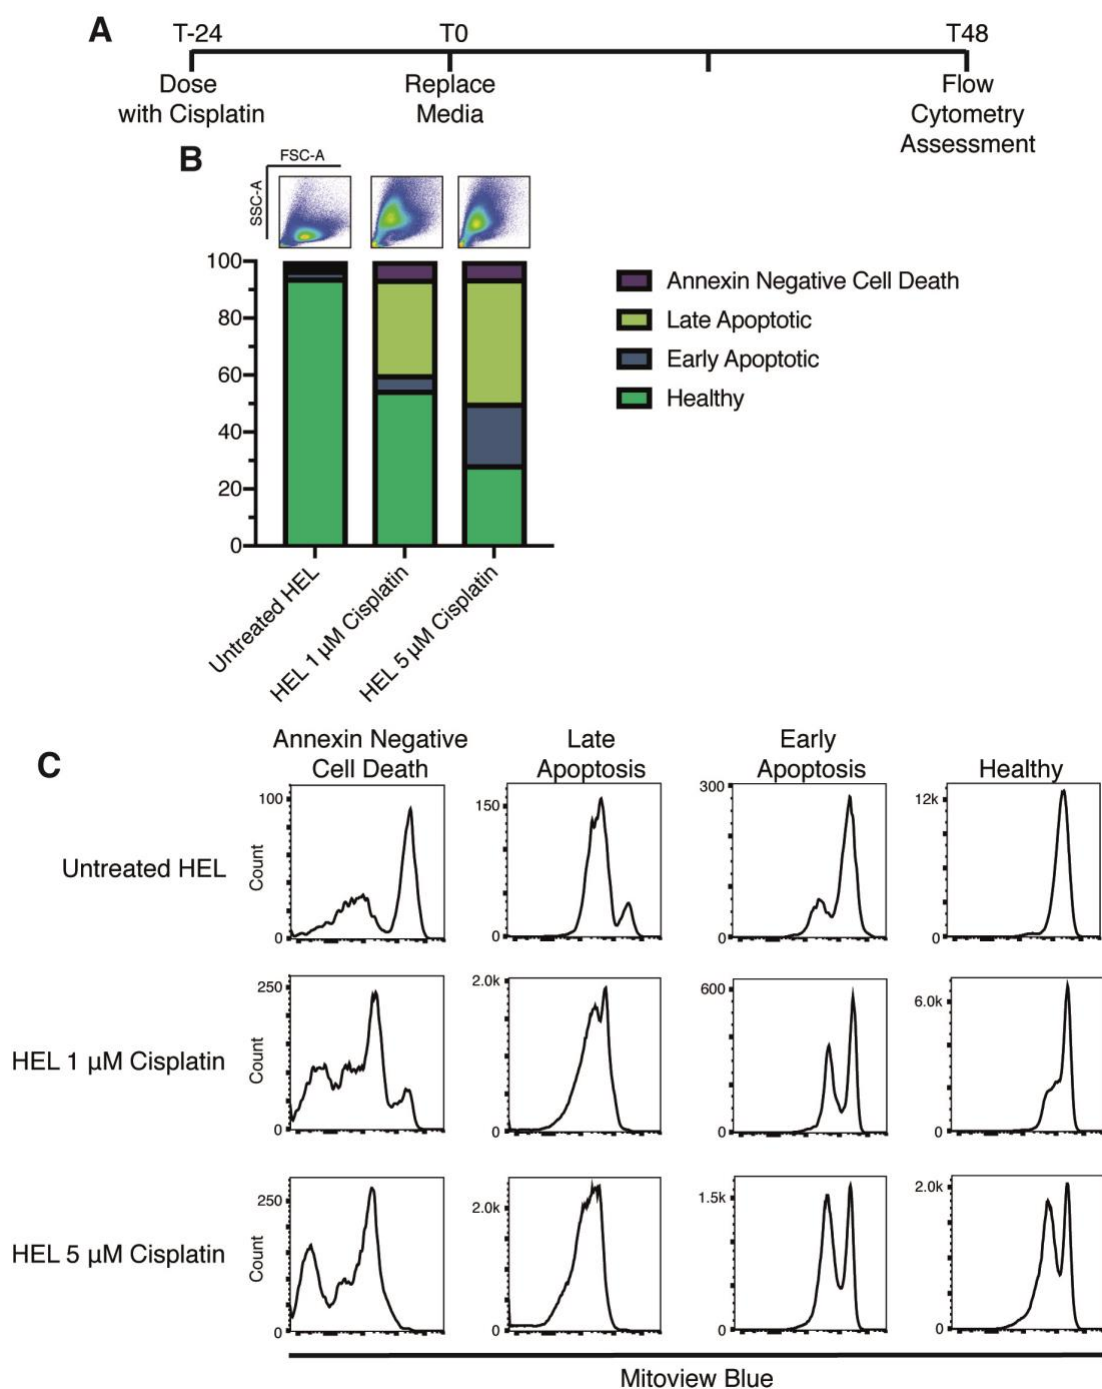 A
T-24
T0
T48
Dose
with Cisplatin
Replace
Media
Flow
Cytometry
Assessment
B
FSC-A
SSC-A
100
80
60
40
20
0
Untreated HEL
HEL 1 µM Cisplatin
HEL 5 µM Cisplatin
Annexin Negative Cell Death
Late Apoptotic
Early Apoptotic
Healthy
C
Annexin Negative
Cell Death
Late
Apoptosis
Early
Apoptosis
Healthy
Untreated HEL
Count
100
0
150
0
300
0
12k
0
HEL 1 µM Cisplatin
Count
250
0
2.0k
0
600
0
6.0k
0
HEL 5 µM Cisplatin
Count
250
0
2.0k
0
1.5k
0
2.0k
0
Mitoview Blue